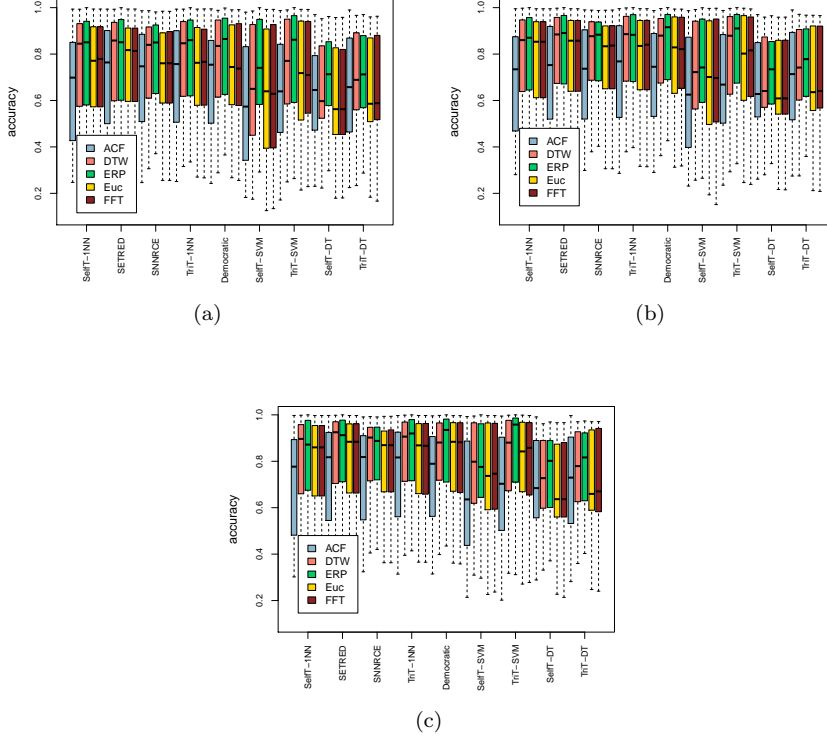 1.0
0.8
0.6
0.4
0.2
accuracy
ACF
DTW
ERP
Euc
FFT
SelfT−1NN
SETRED
SNNRCE
TriT−1NN
Democratic
SelfT−SVM
TriT−SVM
SelfT−DT
TriT−DT
(a)
1.0
0.8
0.6
0.4
0.2
accuracy
ACF
DTW
ERP
Euc
FFT
SelfT−1NN
SETRED
SNNRCE
TriT−1NN
Democratic
SelfT−SVM
TriT−SVM
SelfT−DT
TriT−DT
(b)
1.0
0.8
0.6
0.4
0.2
accuracy
ACF
DTW
ERP
Euc
FFT
SelfT−1NN
SETRED
SNNRCE
TriT−1NN
Democratic
SelfT−SVM
TriT−SVM
SelfT−DT
TriT−DT
(c)